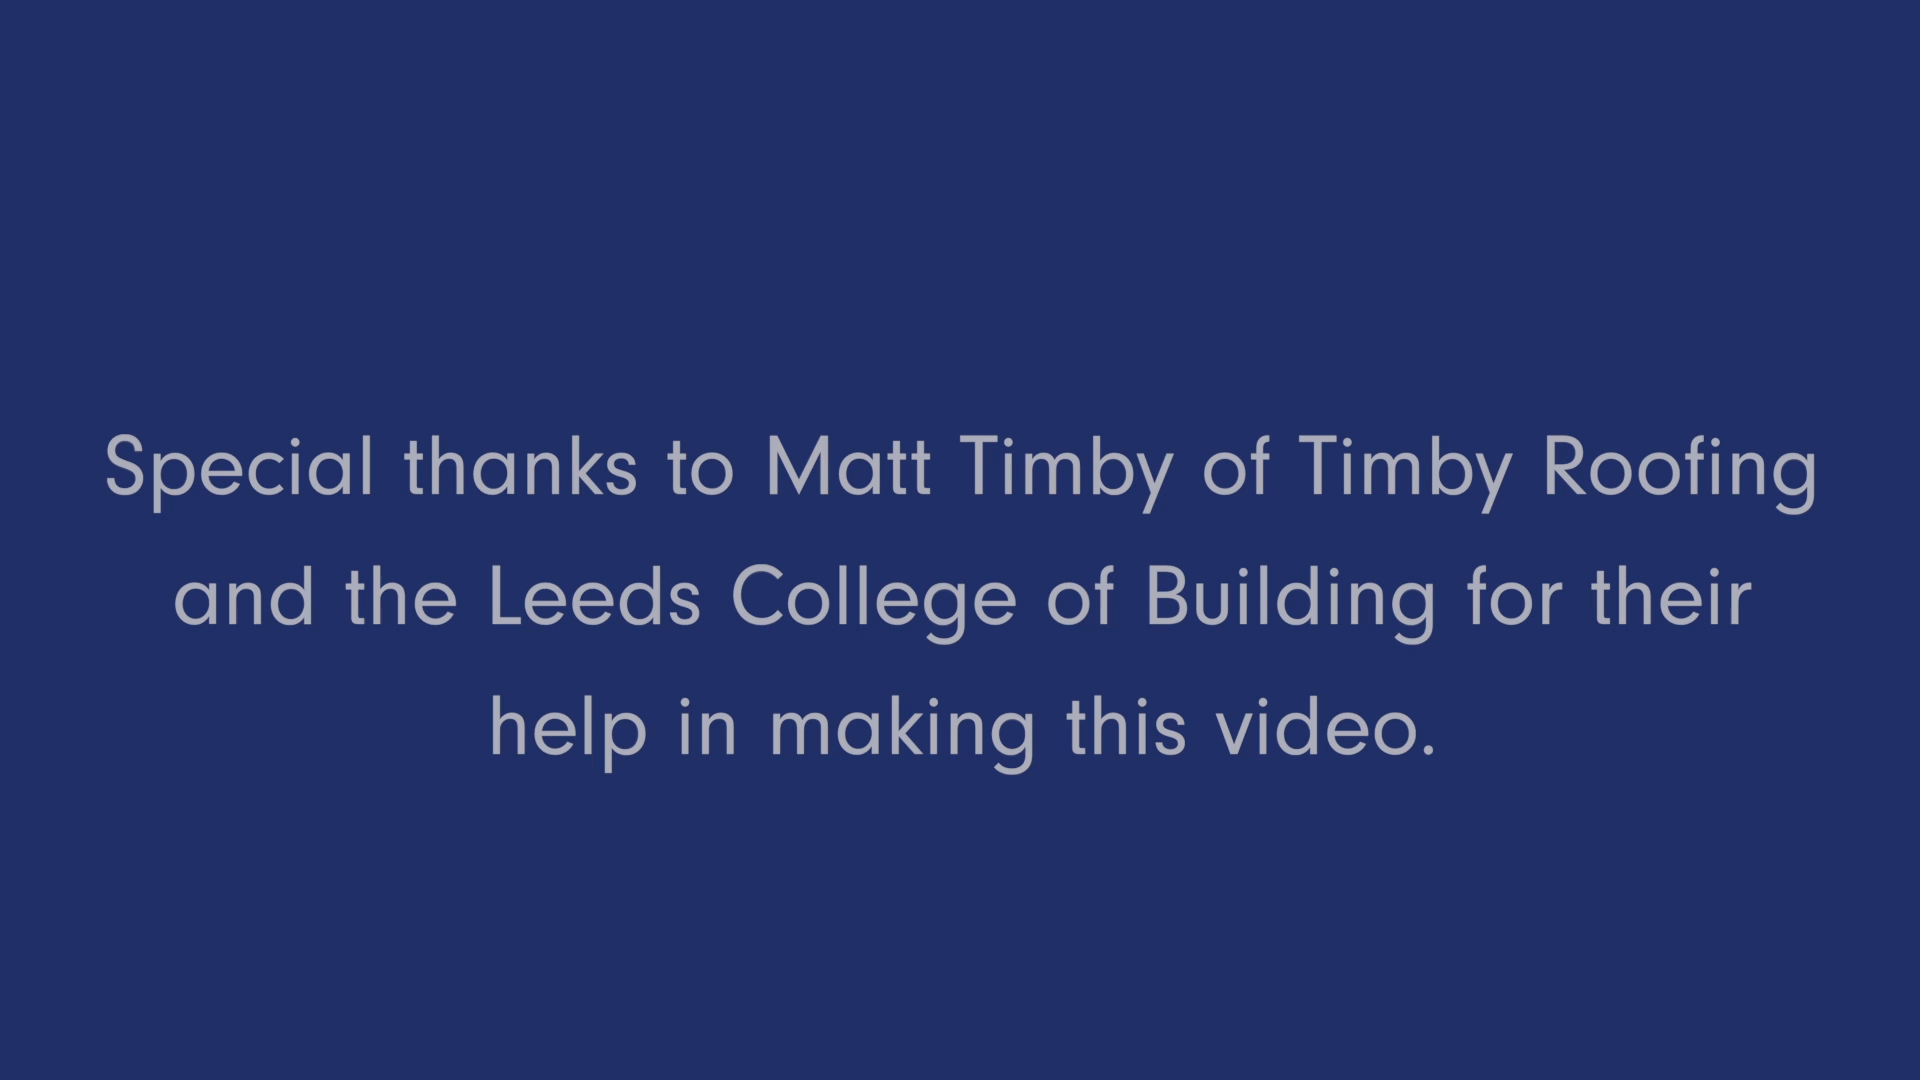 Special thanks to Matt Timby of Timby Roofing
and the Leeds College of Building for their
help in making this video.